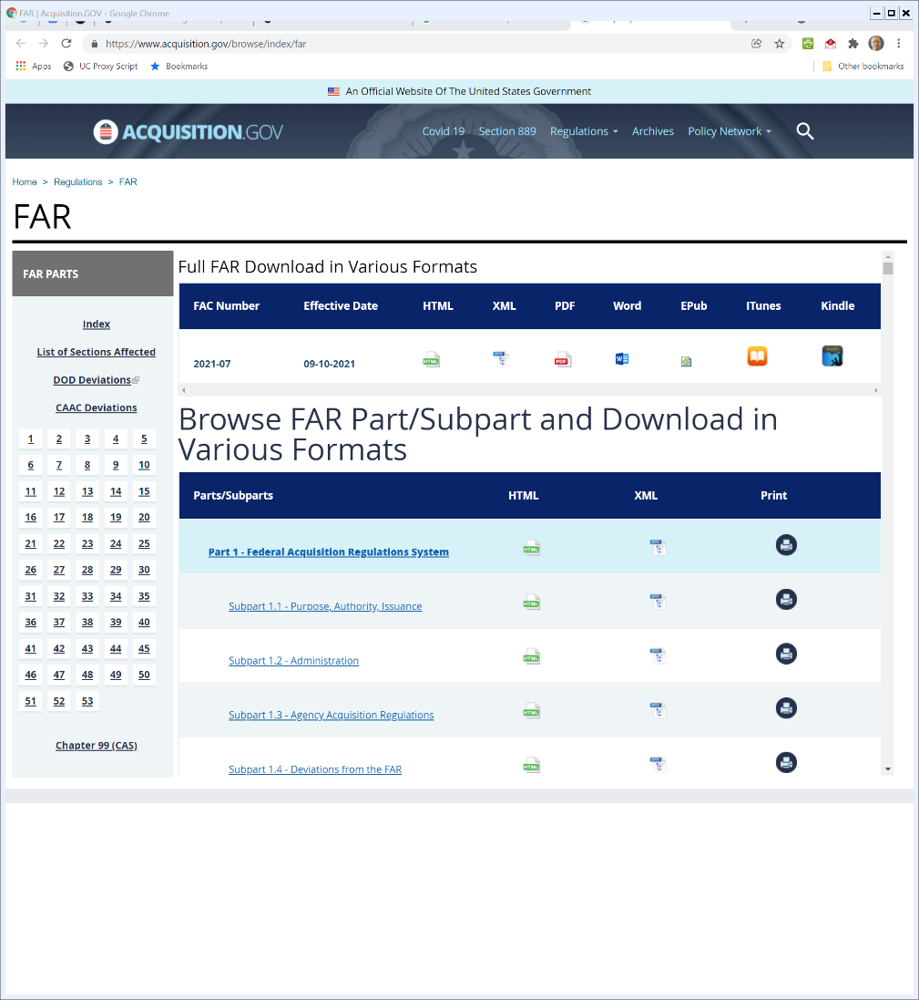 FAR | Acquisition.GOV - Google Chrome
https://www.acquisition.gov/browse/index/far
Apps UC Proxy Script Bookmarks Other bookmarks
An Official Website Of The United States Government
ACQUISITION.GOV Covid 19 Section 889 Regulations Archives Policy Network
Home > Regulations > FAR
FAR
FAR PARTS
Index
List of Sections Affected
DOD Deviations
CAAC Deviations
1 2 3 4 5
6 7 8 9 10
11 12 13 14 15
16 17 18 19 20
21 22 23 24 25
26 27 28 29 30
31 32 33 34 35
36 37 38 39 40
41 42 43 44 45
46 47 48 49 50
51 52 53
Chapter 99 (CAS)
Full FAR Download in Various Formats
FAC Number Effective Date HTML XML PDF Word EPub ITunes Kindle
2021-07 09-10-2021
Browse FAR Part/Subpart and Download in
Various Formats
Parts/Subparts HTML XML Print
Part 1 - Federal Acquisition Regulations System
Subpart 1.1 - Purpose, Authority, Issuance
Subpart 1.2 - Administration
Subpart 1.3 - Agency Acquisition Regulations
Subpart 1.4 - Deviations from the FAR